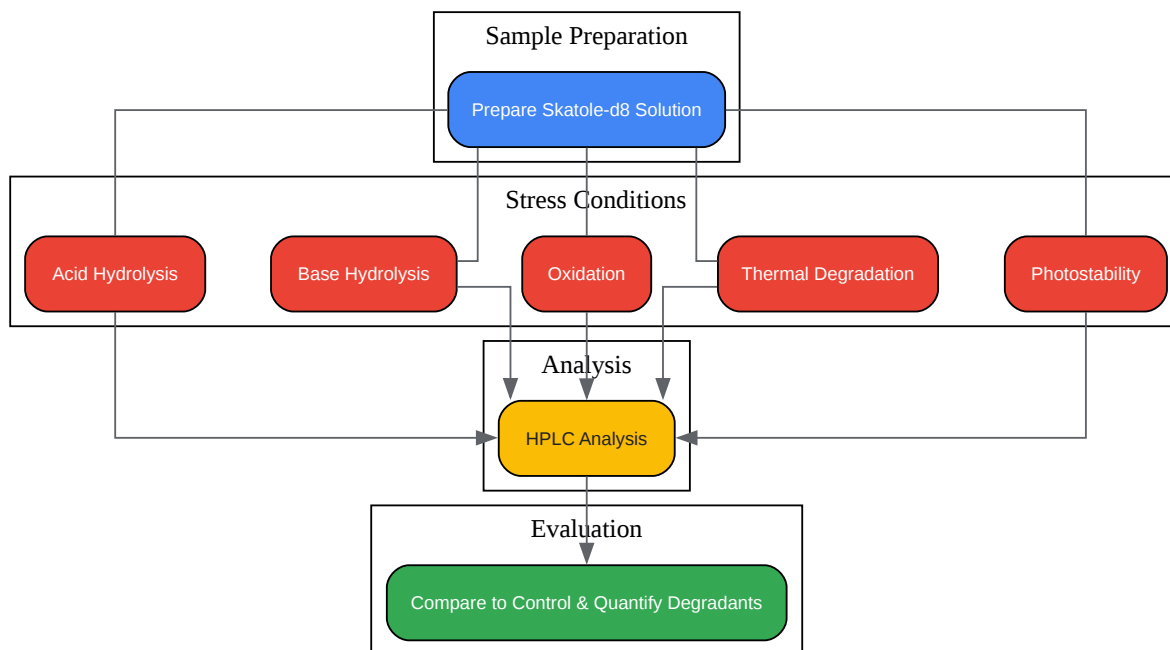 Sample Preparation
Prepare Skatole-d8 Solution
Stress Conditions
Acid Hydrolysis
Base Hydrolysis
Oxidation
Thermal Degradation
Photostability
Analysis
HPLC Analysis
Evaluation
Compare to Control & Quantify Degradants